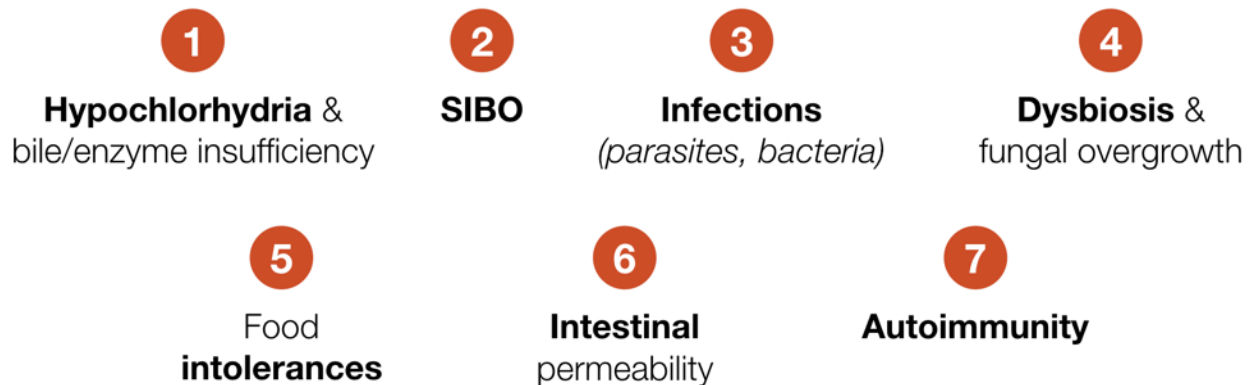 1
Hypochlorhydria &
bile/enzyme insufficiency
2
SIBO
3
Infections
(parasites, bacteria)
4
Dysbiosis &
fungal overgrowth
5
Food
intolerances
6
Intestinal
permeability
7
Autoimmunity